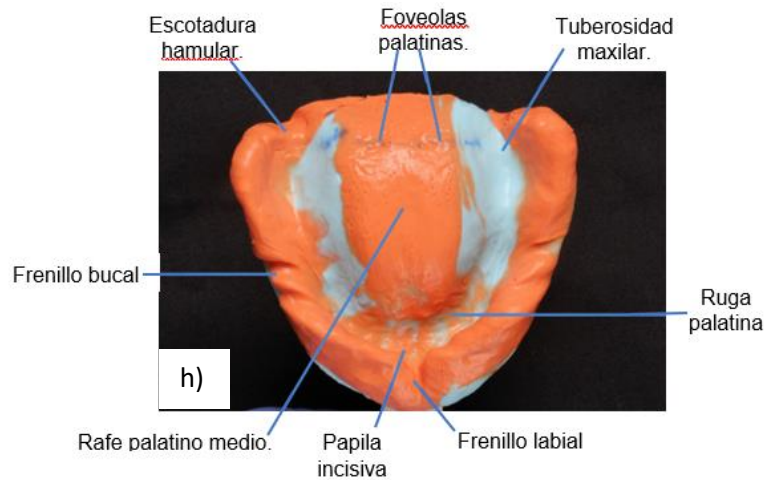 Escotadura
hamular.
Foveolas
palatinas.
Tuberosidad
maxilar.
Frenillo bucal
Ruga
palatina
h)
Rafe palatino medio.
Papila
incisiva
Frenillo labial